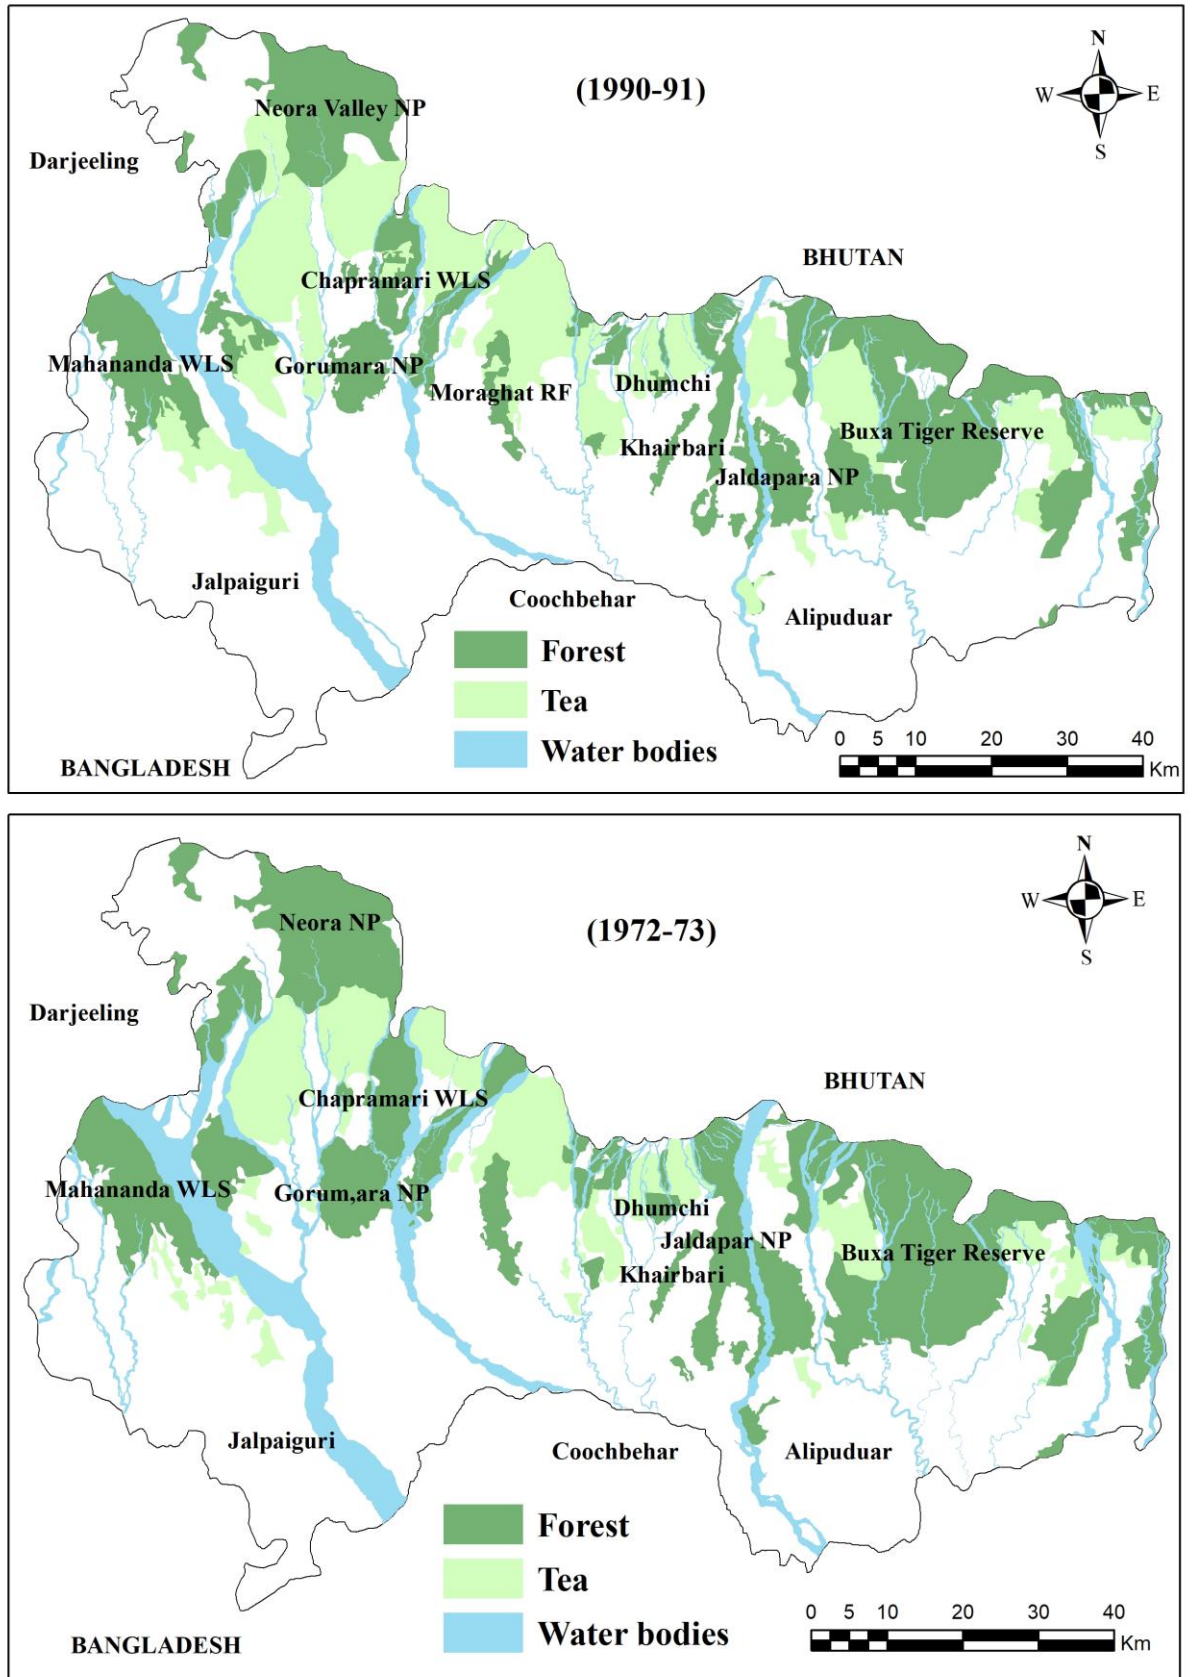 N
(1990-91)
W E
S
Neora Valley NP
Darjeeling
BHUTAN
Chapramari WLS
Mahananda WLS
Gorumara NP
Moraghat RF
Dhumchi
Khairbari
Buxa Tiger Reserve
Jaldapara NP
Jalpaiguri
Coochbehar
Alipuduar
Forest
Tea
Water bodies
BANGLADESH
0 5 10 20 30 40
Km
N
(1972-73)
W E
S
Neora NP
Darjeeling
BHUTAN
Chapramari WLS
Mahananda WLS
Gorum,ara NP
Dhumchi
Jaldapar NP
Khairbari
Buxa Tiger Reserve
Jalpaiguri
Coochbehar
Alipuduar
Forest
Tea
Water bodies
BANGLADESH
0 5 10 20 30 40
Km